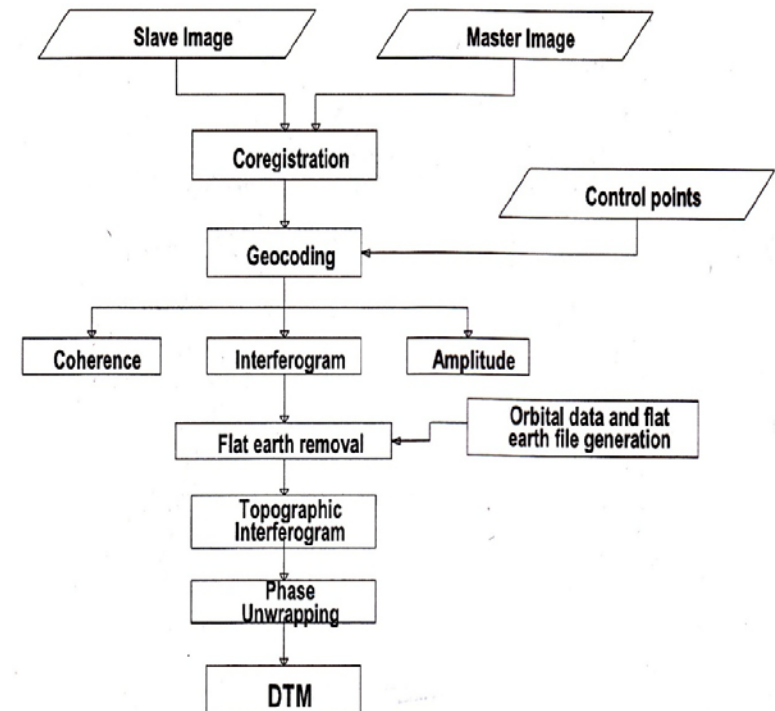 Slave Image
Master Image
Coregistration
Control points
Geocoding
Coherence
Interferogram
Amplitude
Flat earth removal
Orbital data and flat
earth file generation
Topographic
Interferogram
Phase
Unwrapping
DTM